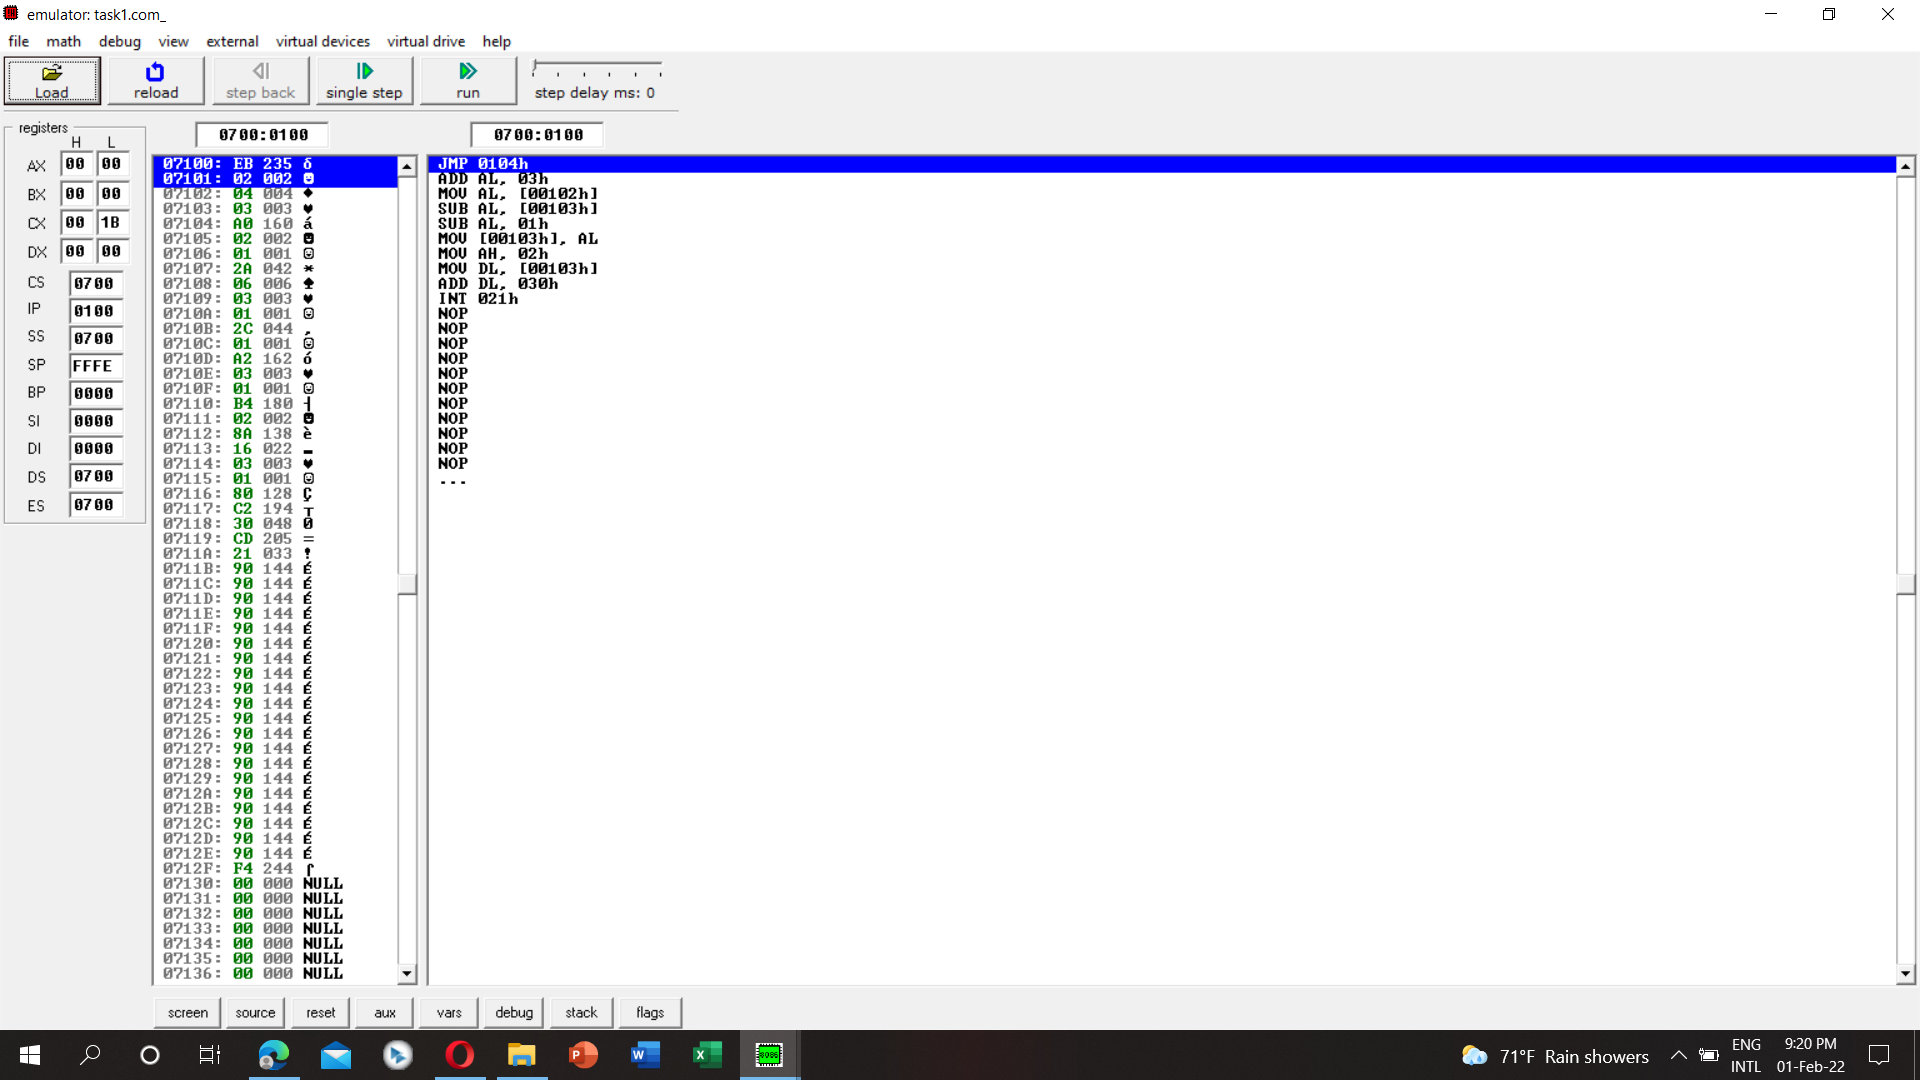 emulator: task1.com_
file math debug view external virtual devices virtual drive help
Load reload step back single step run step delay ms: 0
registers
H L
AX 00 00
BX 00 00
CX 00 1B
DX 00 00
CS 0700
IP 0100
SS 0700
SP FFFE
BP 0000
SI 0000
DI 0000
DS 0700
ES 0700
0700:0100
07100: EB 235 δ
07101: 02 002 ☻
07102: 04 004 ♦
07103: 03 003 ♥
07104: A0 160 á
07105: 02 002 ☻
07106: 01 001 ☺
07107: 2A 042 *
07108: 06 006 ♠
07109: 03 003 ♥
0710A: 01 001 ☺
0710B: 2C 044 ,
0710C: 01 001 ☺
0710D: A2 162 ó
0710E: 03 003 ♥
0710F: 01 001 ☺
07110: B4 180 ┤
07111: 02 002 ☻
07112: 8A 138 è
07113: 16 022 ▬
07114: 03 003 ♥
07115: 01 001 ☺
07116: 80 128 Ç
07117: C2 194 ┬
07118: 30 048 0
07119: CD 205 ═
0711A: 21 033 !
0711B: 90 144 É
0711C: 90 144 É
0711D: 90 144 É
0711E: 90 144 É
0711F: 90 144 É
07120: 90 144 É
07121: 90 144 É
07122: 90 144 É
07123: 90 144 É
07124: 90 144 É
07125: 90 144 É
07126: 90 144 É
07127: 90 144 É
07128: 90 144 É
07129: 90 144 É
0712A: 90 144 É
0712B: 90 144 É
0712C: 90 144 É
0712D: 90 144 É
0712E: 90 144 É
0712F: F4 244 ⌠
07130: 00 000 NULL
07131: 00 000 NULL
07132: 00 000 NULL
07133: 00 000 NULL
07134: 00 000 NULL
07135: 00 000 NULL
07136: 00 000 NULL
0700:0100
JMP 0104h
ADD AL, 03h
MOV AL, [00102h]
SUB AL, [00103h]
SUB AL, 01h
MOV [00103h], AL
MOV AH, 02h
MOV DL, [00103h]
ADD DL, 030h
INT 021h
NOP
NOP
NOP
NOP
NOP
NOP
NOP
NOP
NOP
NOP
NOP
...
screen source reset aux vars debug stack flags
8086
71°F Rain showers
ENG
INTL
9:20 PM
01-Feb-22